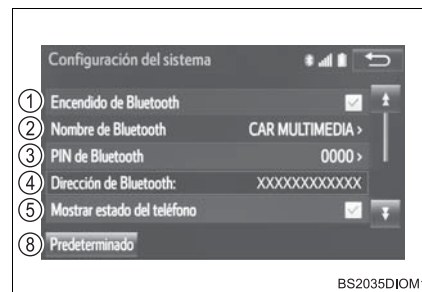 Configuración del sistema
1 Encendido de Bluetooth
2 Nombre de Bluetooth CAR MULTIMEDIA >
3 PIN de Bluetooth 0000 >
4 Dirección de Bluetooth: XXXXXXXXXXXX
5 Mostrar estado del teléfono
8 Predeterminado
BS2035DIOM1